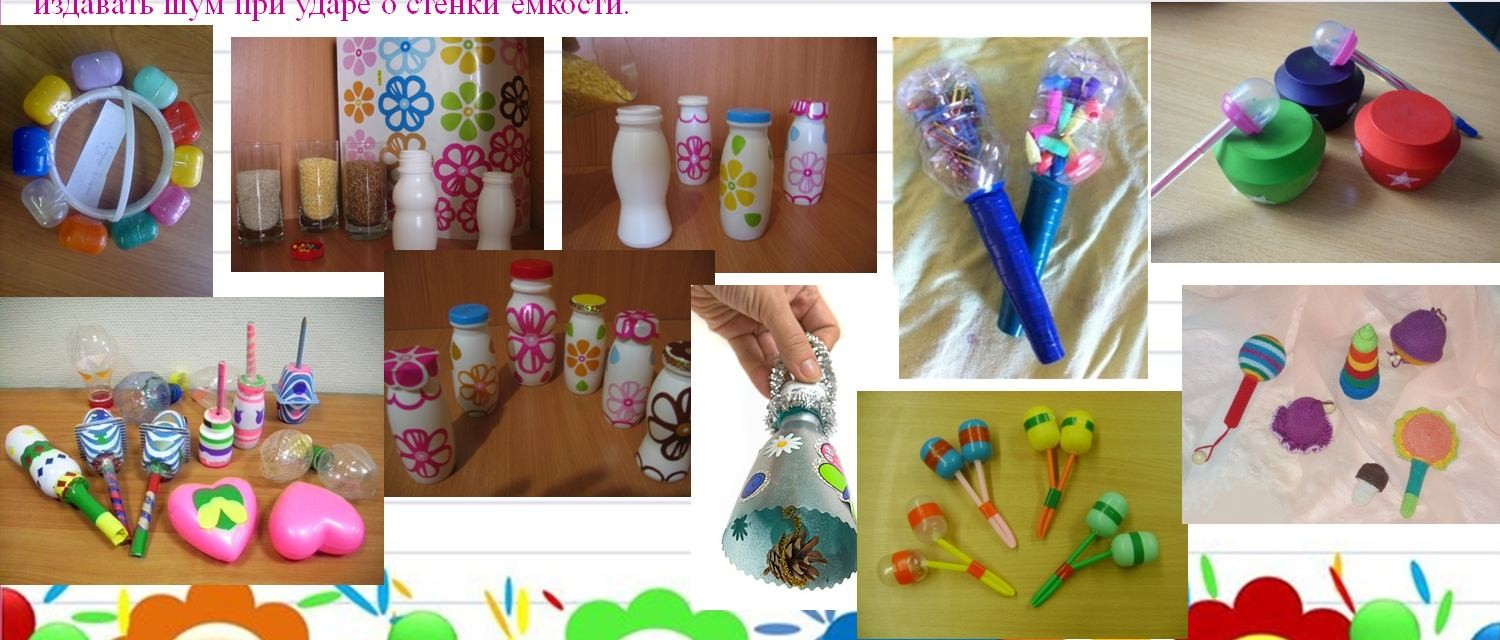 издавать шум при ударе о стенки емкости.